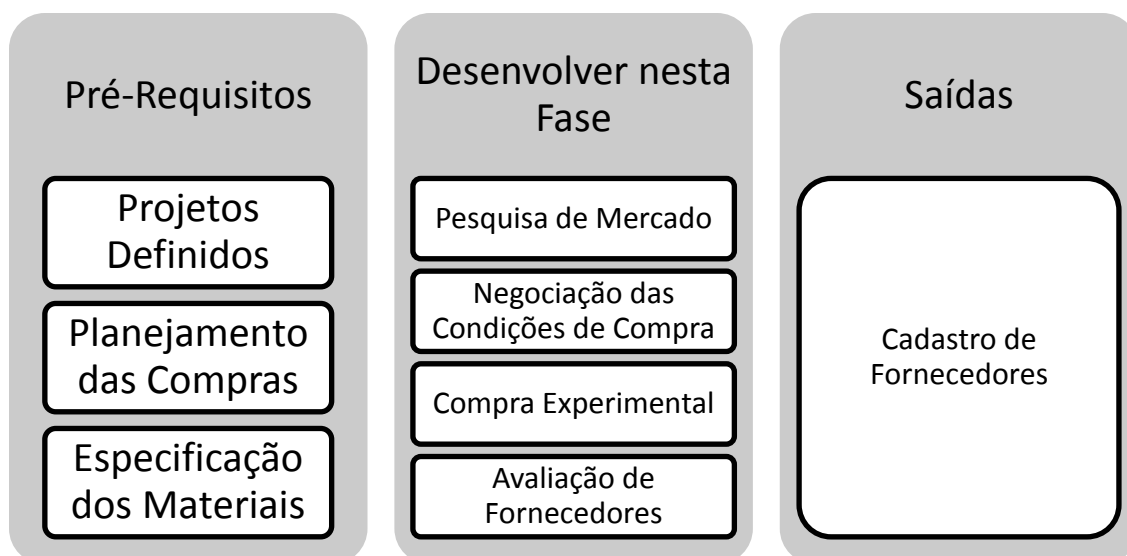 Pré-Requisitos
Projetos
Definidos
Planejamento
das Compras
Especificação
dos Materiais
Desenvolver nesta
Fase
Pesquisa de Mercado
Negociação das
Condições de Compra
Compra Experimental
Avaliação de
Fornecedores
Saídas
Cadastro de
Fornecedores